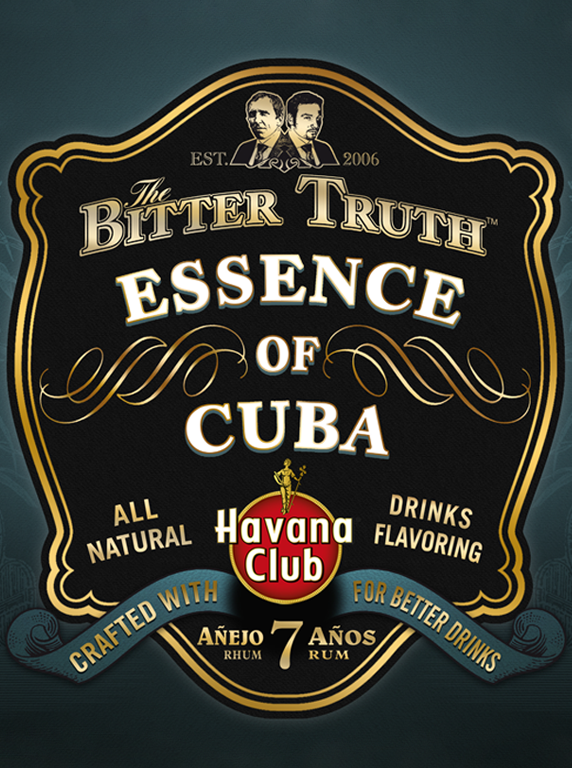 EST. 2006
The
BITTER TRUTH™
ESSENCE
OF
CUBA
ALL
NATURAL
Havana
Club
DRINKS
FLAVORING
CRAFTED WITH
FOR BETTER DRINKS
AÑEJO 7 AÑOS
RHUM RUM